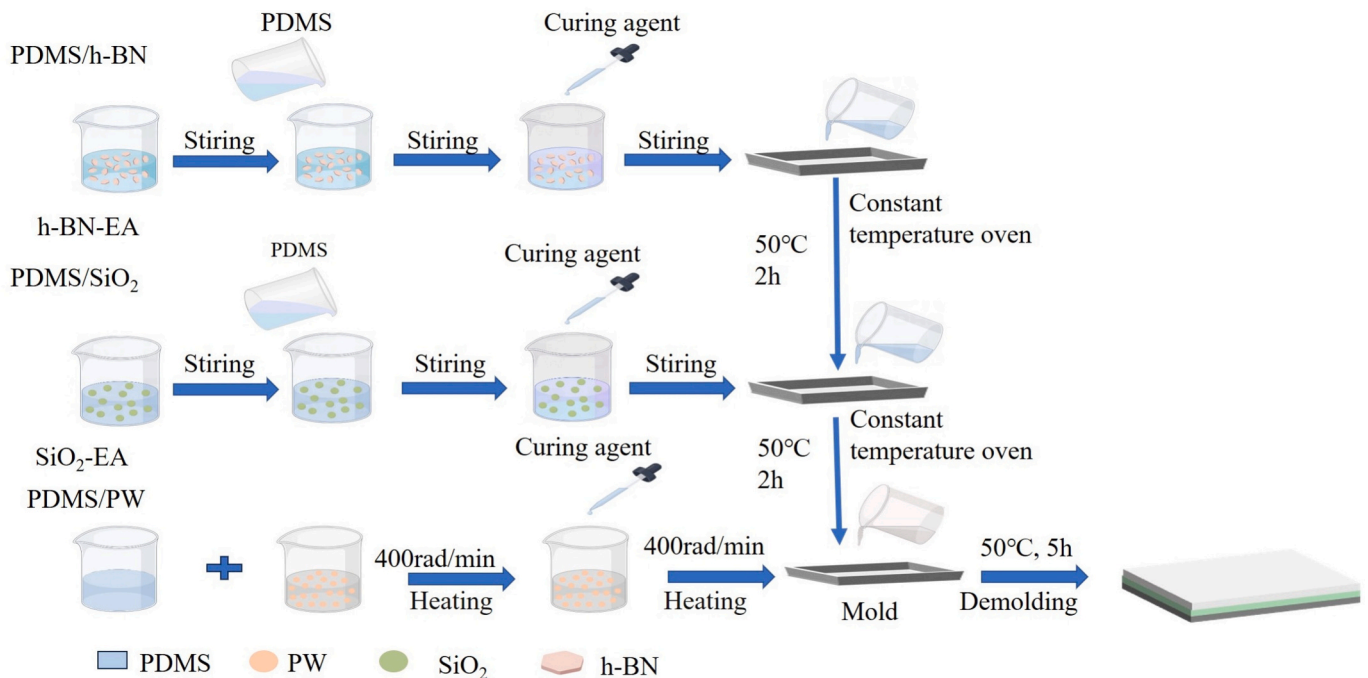 PDMS
Curing agent
PDMS/h-BN
Stiring
Stiring
Stiring
h-BN-EA
Constant
temperature oven
50℃
2h
PDMS
Curing agent
PDMS/SiO₂
Stiring
Stiring
Stiring
SiO₂-EA
Constant
temperature oven
50℃
2h
Curing agent
PDMS/PW
400rad/min
Heating
400rad/min
Heating
Mold
50℃, 5h
Demolding
PDMS
PW
SiO₂
h-BN